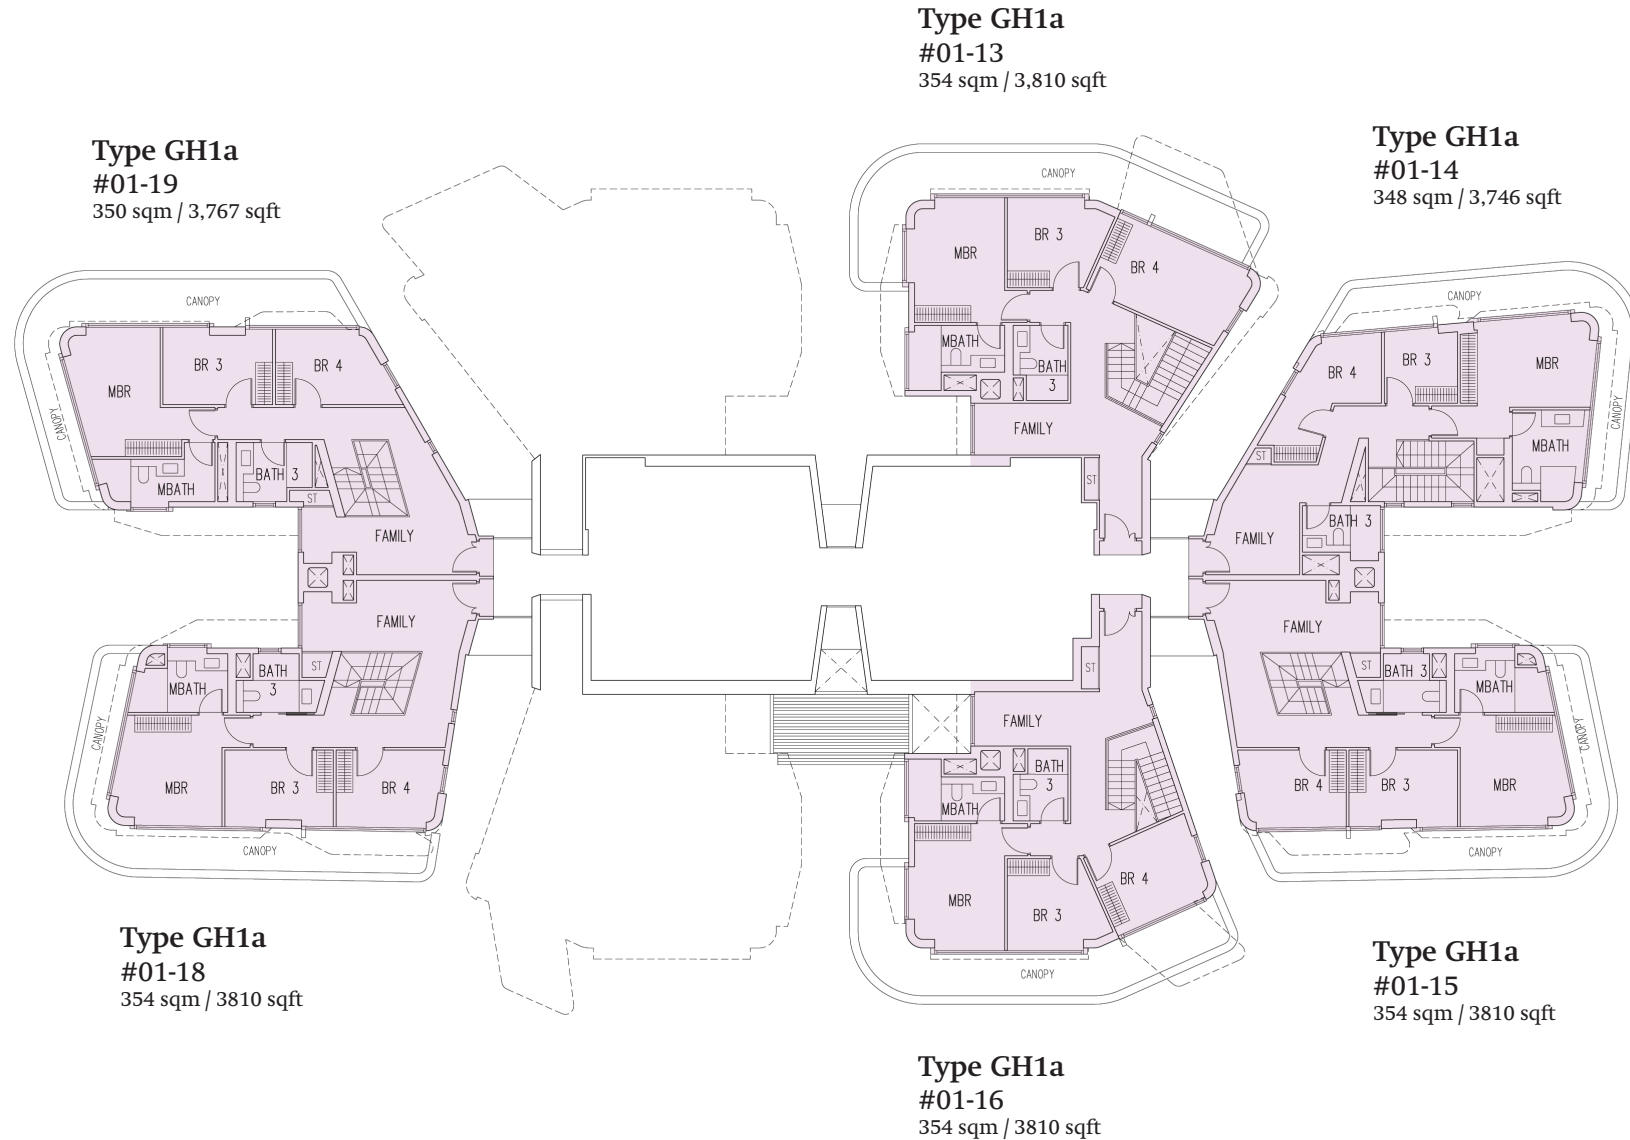 Type GH1a
#01-13
354 sqm / 3,810 sqft
Type GH1a
#01-14
348 sqm / 3,746 sqft
Type GH1a
#01-19
350 sqm / 3,767 sqft
CANOPY
MBR
BR 3
BR 4
MBATH
BATH
3
FAMILY
ST
CANOPY
CANOPY
MBR
BR 3
BR 4
MBATH
BATH 3
ST
FAMILY
CANOPY
CANOPY
BR 4
BR 3
MBR
MBATH
ST
BATH 3
FAMILY
FAMILY
ST
BATH
3
MBATH
MBR
BR 3
BR 4
CANOPY
CANOPY
FAMILY
ST
BATH
3
MBATH
MBR
BR 3
BR 4
CANOPY
FAMILY
ST
BATH 3
MBATH
BR 4
BR 3
MBR
CANOPY
CANOPY
Type GH1a
#01-18
354 sqm / 3810 sqft
Type GH1a
#01-15
354 sqm / 3810 sqft
Type GH1a
#01-16
354 sqm / 3810 sqft